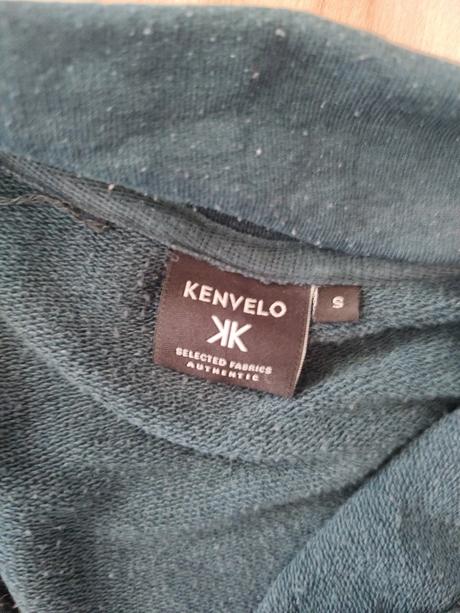 KENVELO
KK
SELECTED FABRICS
AUTHENTIC
S